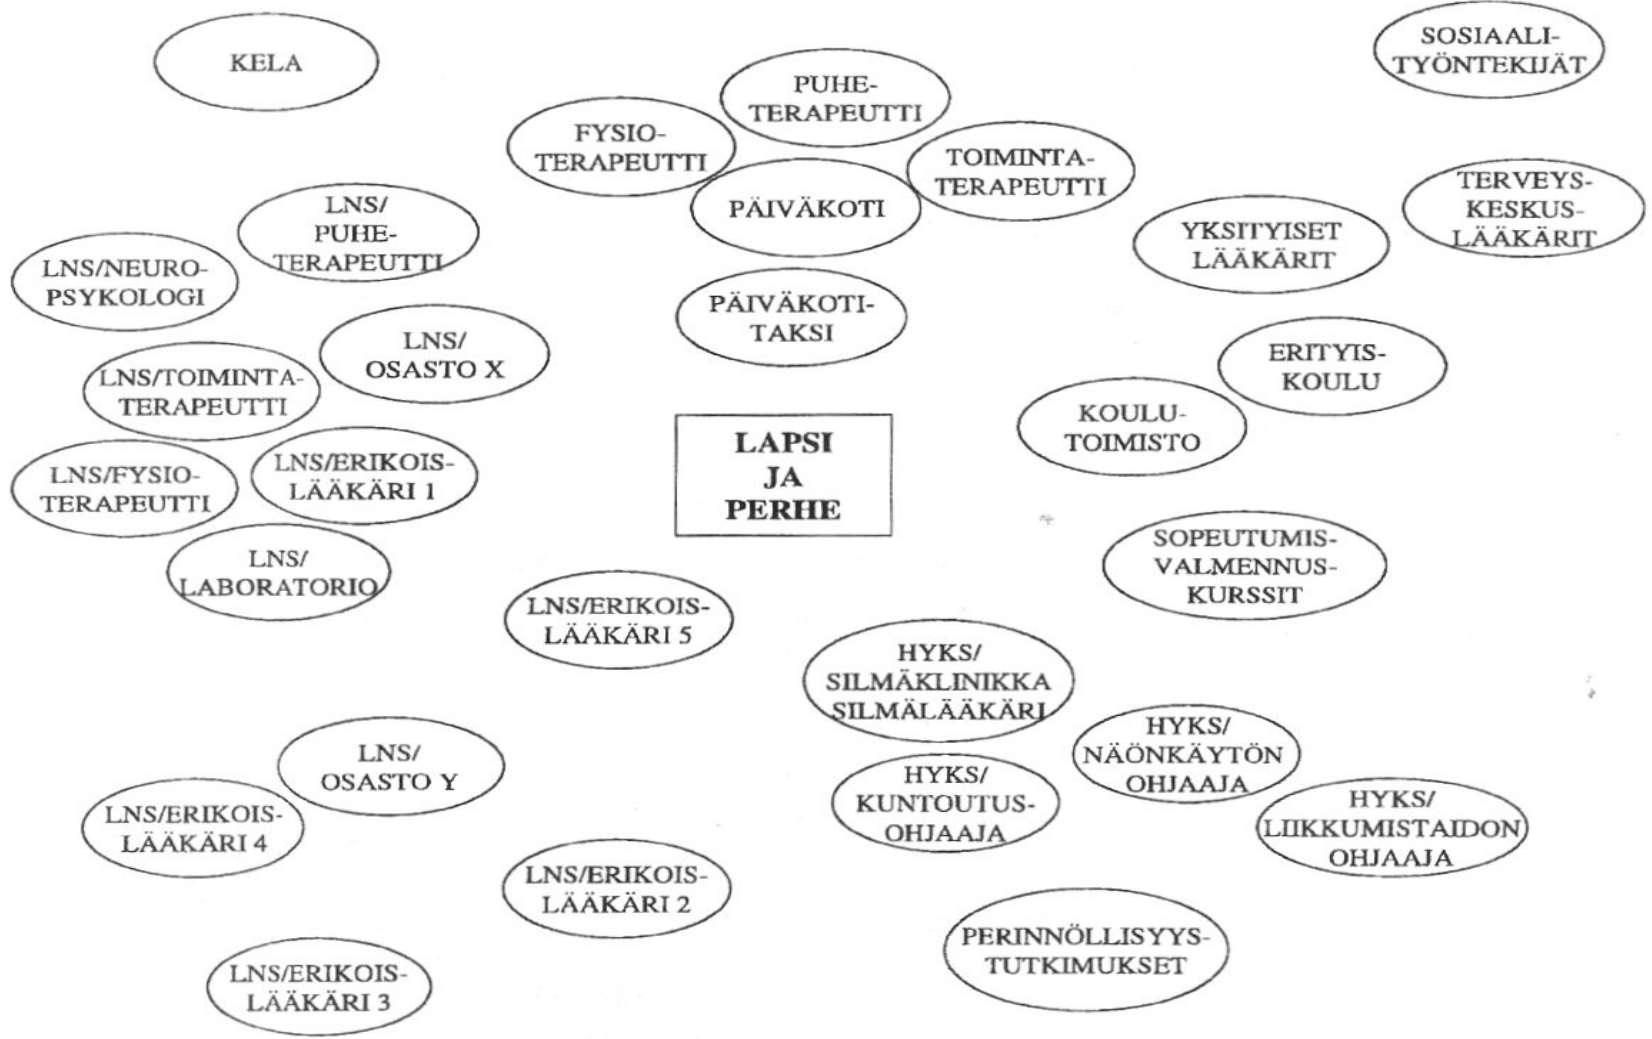 KELA
SOSIAALI-
TYÖNTEKIJÄT
PUHE-
TERAPEUTTI
FYSIO-
TERAPEUTTI
TOIMINTA-
TERAPEUTTI
PÄIVÄKOTI
TERVEYS-
KESKUS-
LÄÄKÄRIT
LNS/
PUHE-
TERAPEUTTI
YKSITYISET
LÄÄKÄRIT
LNS/NEURO-
PSYKOLOGI
PÄIVÄKOTI-
TAKSI
LNS/
OSASTO X
ERITYIS-
KOULU
LNS/TOIMINTA-
TERAPEUTTI
KOULU-
TOIMISTO
LAPSI
JA
PERHE
LNS/ERIKOIS-
LÄÄKÄRI 1
LNS/FYSIO-
TERAPEUTTI
LNS/
LABORATORIO
SOPEUTUMIS-
VALMENNUS-
KURSSIT
LNS/ERIKOIS-
LÄÄKÄRI 5
HYKS/
SILMÄKLINIKKA
SILMÄLÄÄKÄRI
HYKS/
NÄÖNKÄYTÖN
OHJAAJA
LNS/
OSASTO Y
HYKS/
KUNTOUTUS-
OHJAAJA
LNS/ERIKOIS-
LÄÄKÄRI 4
HYKS/
LIIKKUMISTAIDON
OHJAAJA
LNS/ERIKOIS-
LÄÄKÄRI 2
PERINNÖLLISYYS-
TUTKIMUKSET
LNS/ERIKOIS-
LÄÄKÄRI 3